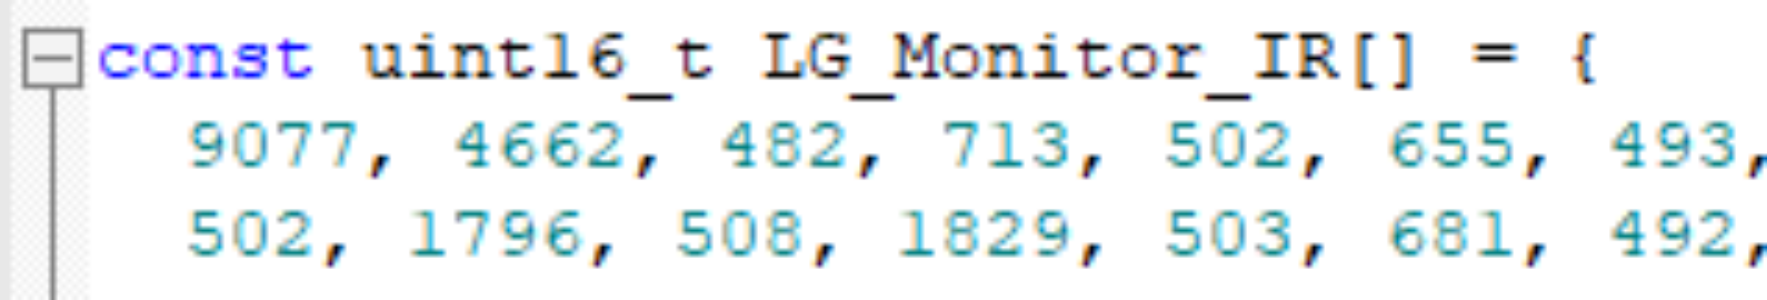 const uint16_t LG_Monitor_IR[] = {
9077, 4662, 482, 713, 502, 655, 493,
502, 1796, 508, 1829, 503, 681, 492,